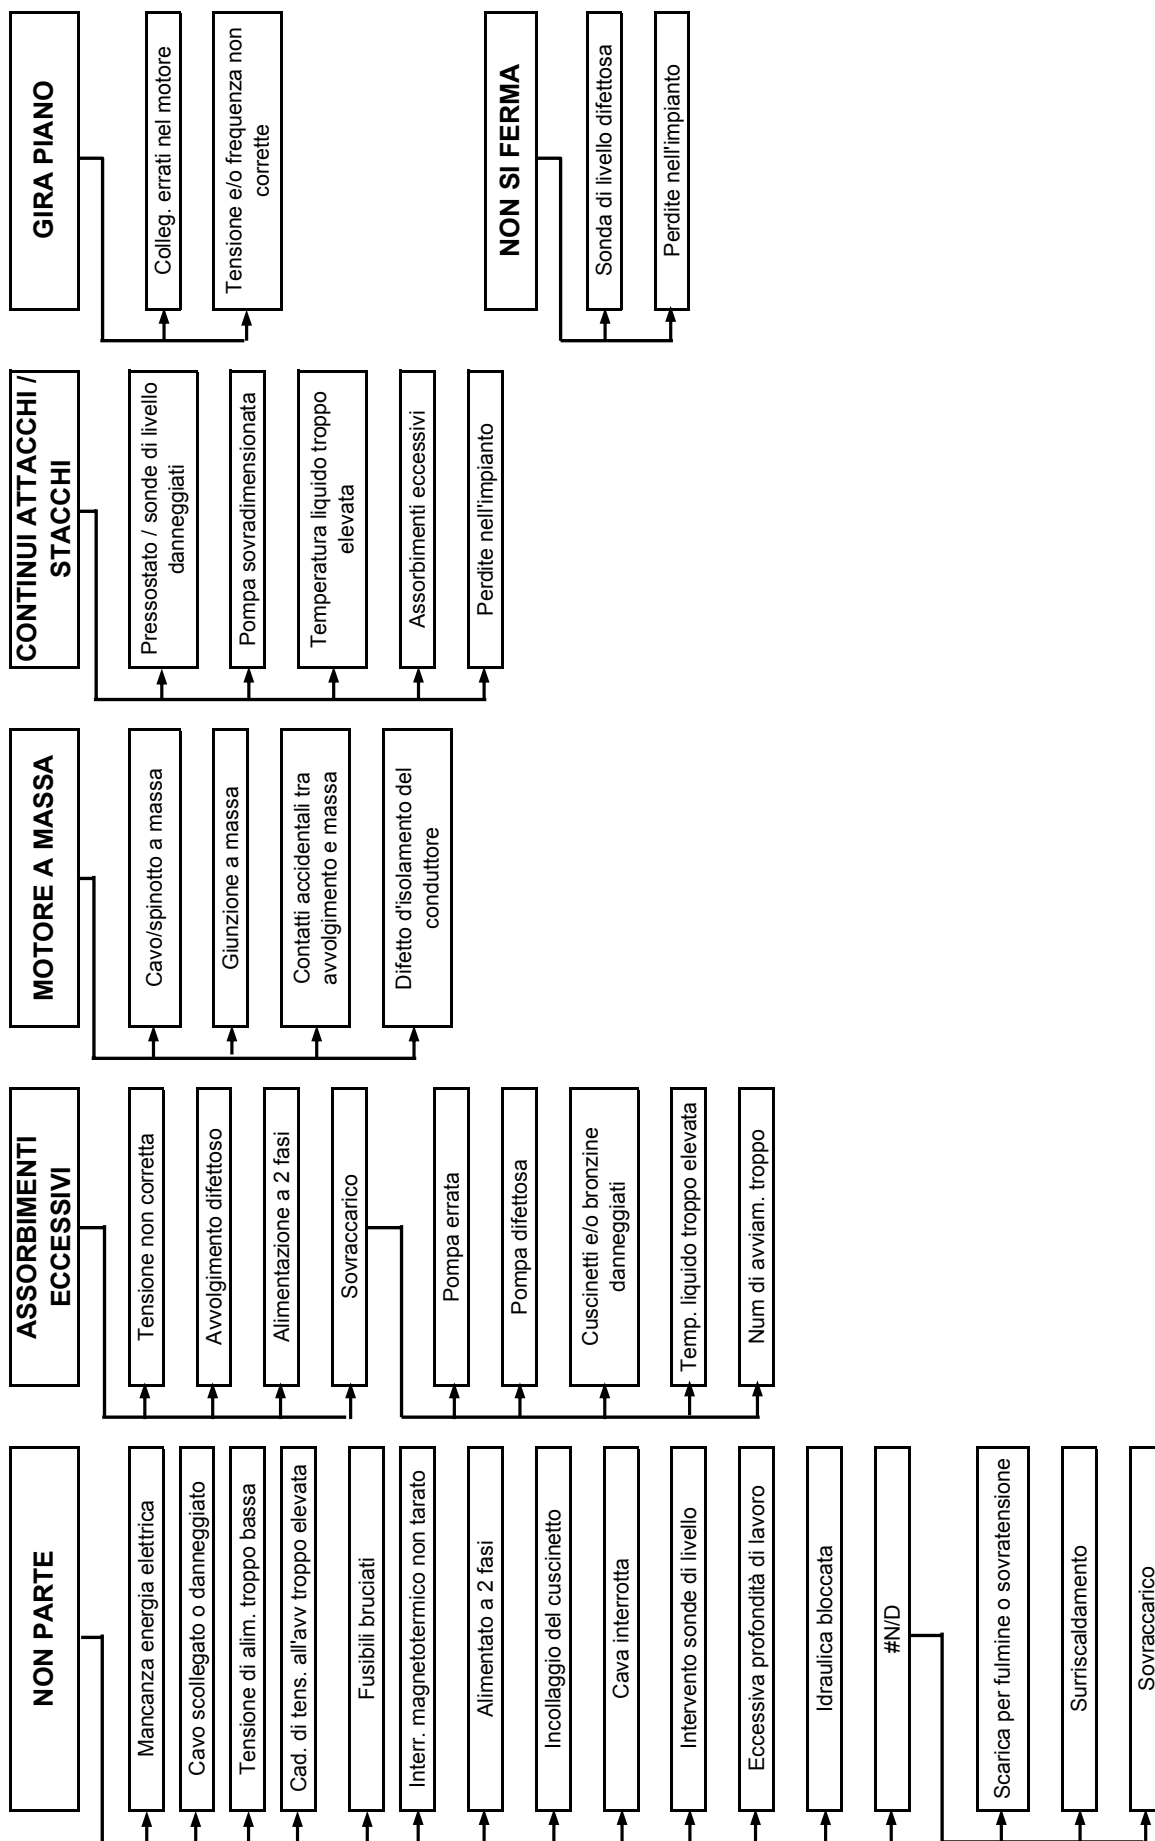 NON PARTE
Mancanza energia elettrica
Cavo scollegato o danneggiato
Tensione di alim. troppo bassa
Cad. di tens. all'avv troppo elevata
Fusibili bruciati
Interr. magnetotermico non tarato
Alimentato a 2 fasi
Incollaggio del cuscinetto
Cava interrotta
Intervento sonde di livello
Eccessiva profondità di lavoro
Idraulica bloccata
#N/D
Scarica per fulmine o sovratensione
Surriscaldamento
Sovraccarico
ASSORBIMENTI
ECCESSIVI
Tensione non corretta
Avvolgimento difettoso
Alimentazione a 2 fasi
Sovraccarico
Pompa errata
Pompa difettosa
Cuscinetti e/o bronzine
danneggiati
Temp. liquido troppo elevata
Num di avviam. troppo
MOTORE A MASSA
Cavo/spinotto a massa
Giunzione a massa
Contatti accidentali tra
avvolgimento e massa
Difetto d'isolamento del
conduttore
CONTINUI ATTACCHI /
STACCHI
Pressostato / sonde di livello
danneggiati
Pompa sovradimensionata
Temperatura liquido troppo
elevata
Assorbimenti eccessivi
Perdite nell'impianto
GIRA PIANO
Colleg. errati nel motore
Tensione e/o frequenza non
corrette
NON SI FERMA
Sonda di livello difettosa
Perdite nell'impianto